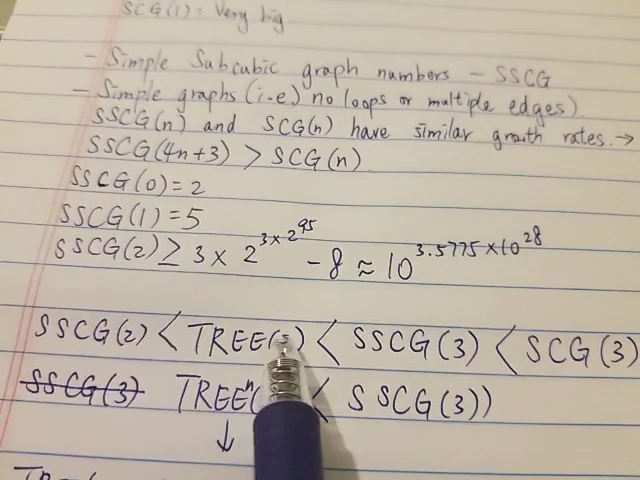 SCG(1) = Very big
- Simple Subcubic graph numbers - SSCG
- Simple graphs (i-e) no loops or multiple edges).
SSCG(n) and SCG(n) have similar growth rates. →
SSCG(4n+3) > SCG(n)
SSCG(0) = 2
SSCG(1) = 5
SSCG(2) ≥ 3 × 2^(3×2^95) - 8 ≈ 10^(3.5775×10^28)
SSCG(2) < TREE(3) < SSCG(3) < SCG(3)
SSCG(3) TREE^n( < SSCG(3))
↓